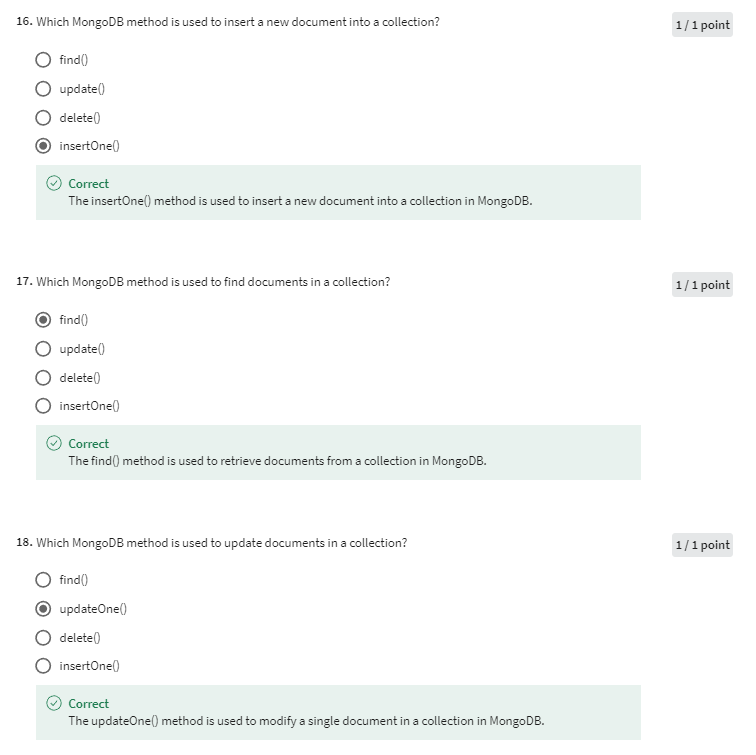 16. Which MongoDB method is used to insert a new document into a collection?
1 / 1 point
find()
update()
delete()
insertOne()
Correct
The insertOne() method is used to insert a new document into a collection in MongoDB.
17. Which MongoDB method is used to find documents in a collection?
1 / 1 point
find()
update()
delete()
insertOne()
Correct
The find() method is used to retrieve documents from a collection in MongoDB.
18. Which MongoDB method is used to update documents in a collection?
1 / 1 point
find()
updateOne()
delete()
insertOne()
Correct
The updateOne() method is used to modify a single document in a collection in MongoDB.